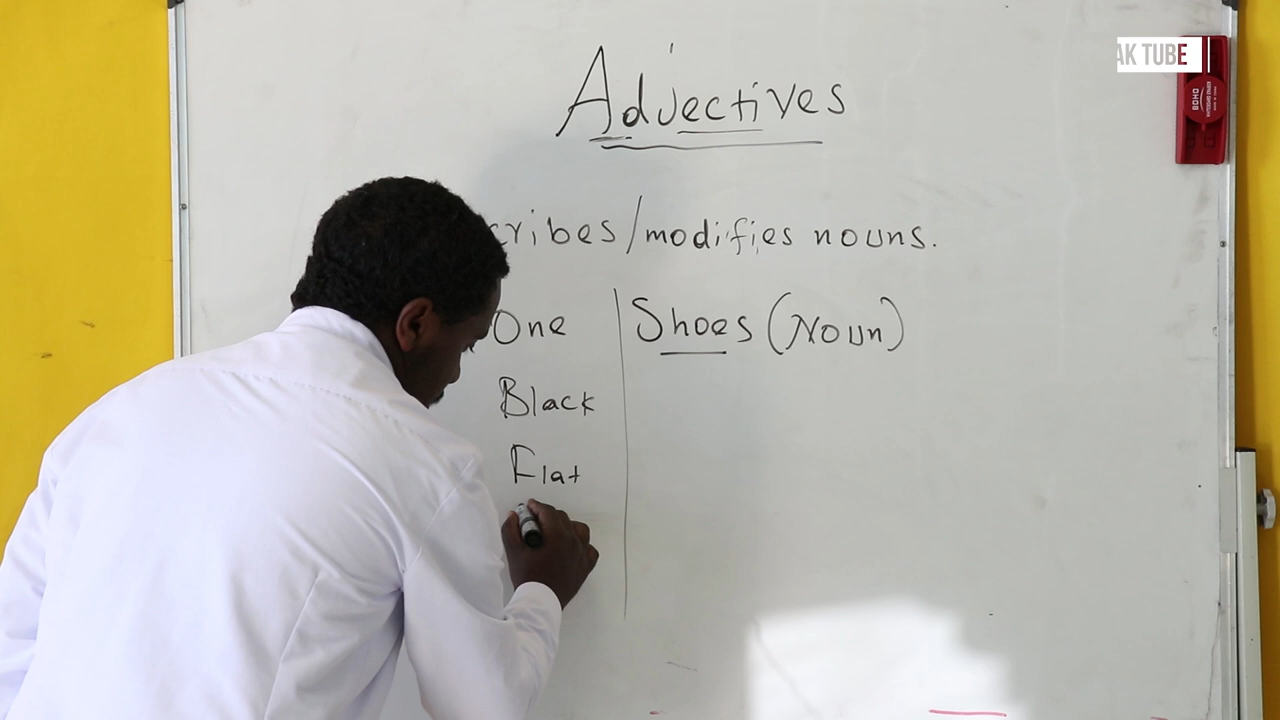 AK TUBE
Adjectives
cribes/modifies nouns.
One Shoes (Noun)
Black
Flat